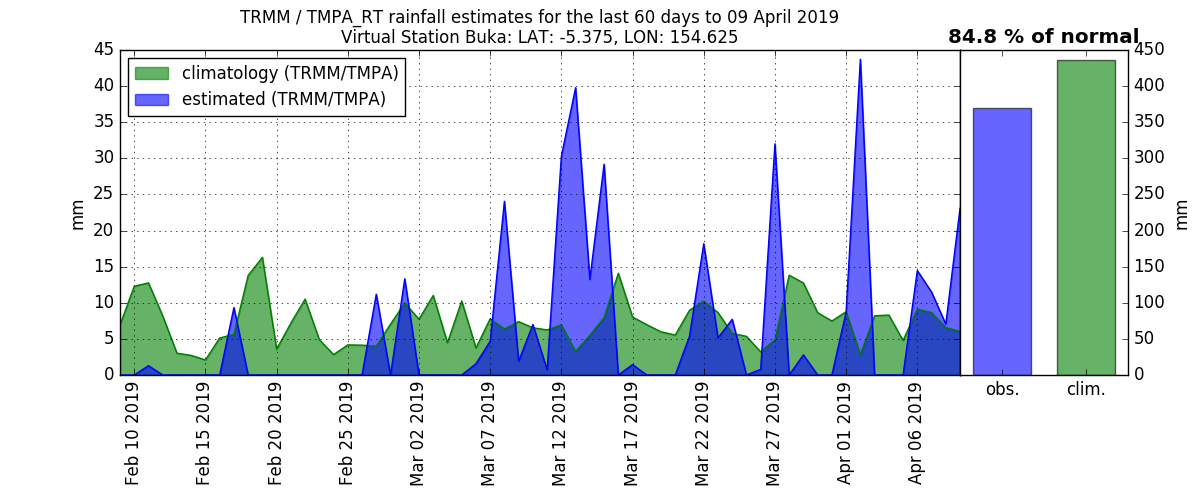 TRMM / TMPA_RT rainfall estimates for the last 60 days to 09 April 2019
Virtual Station Buka: LAT: -5.375, LON: 154.625
84.8 % of normal
climatology (TRMM/TMPA)
estimated (TRMM/TMPA)
45
40
35
30
25
20
15
10
5
0
mm
450
400
350
300
250
200
150
100
50
0
mm
Feb 10 2019
Feb 15 2019
Feb 20 2019
Feb 25 2019
Mar 02 2019
Mar 07 2019
Mar 12 2019
Mar 17 2019
Mar 22 2019
Mar 27 2019
Apr 01 2019
Apr 06 2019
obs.
clim.